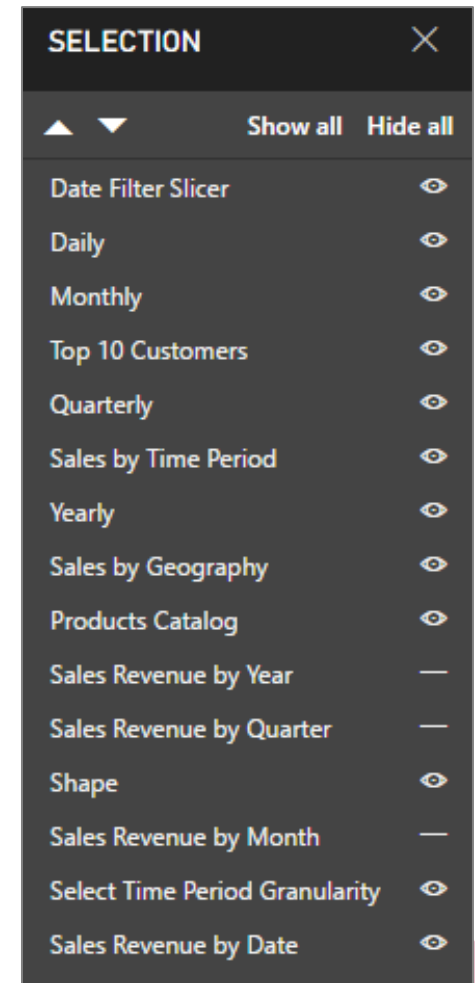 SELECTION
Show all Hide all
Date Filter Slicer
Daily
Monthly
Top 10 Customers
Quarterly
Sales by Time Period
Yearly
Sales by Geography
Products Catalog
Sales Revenue by Year
Sales Revenue by Quarter
Shape
Sales Revenue by Month
Select Time Period Granularity
Sales Revenue by Date